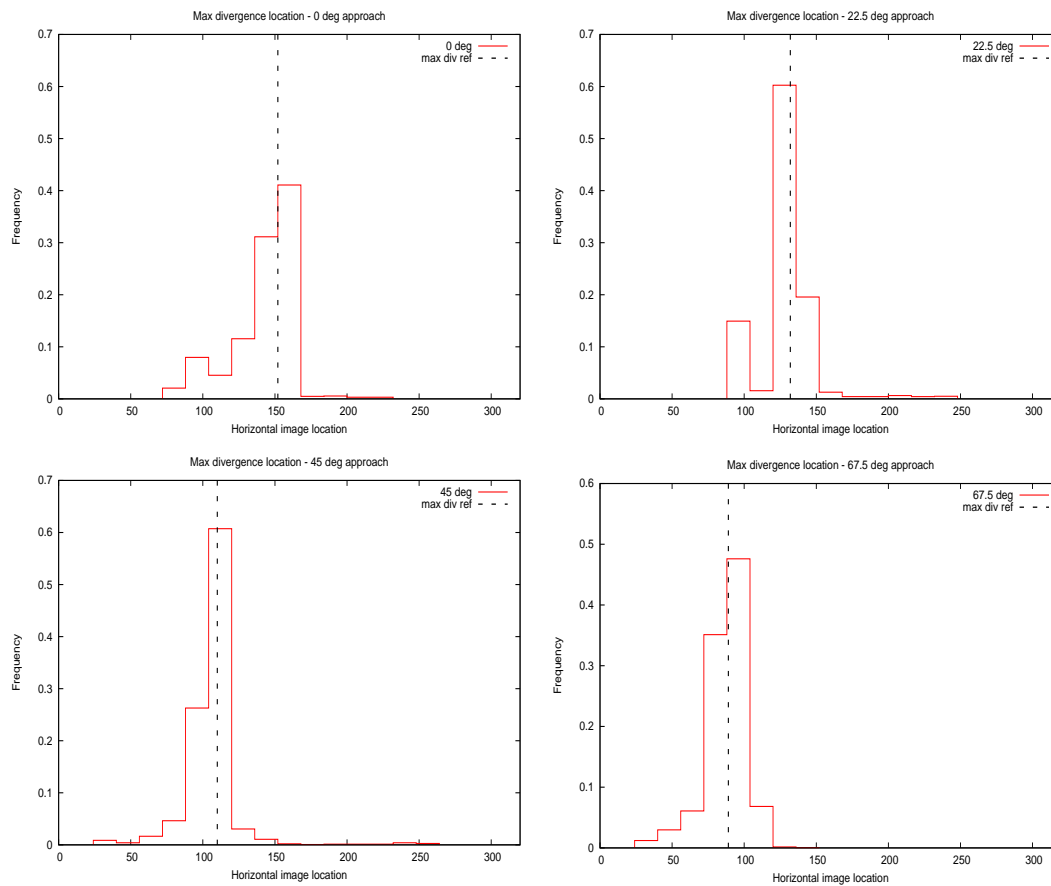 Max divergence location - 0 deg approach
0.7
0.6
0.5
0.4
0.3
0.2
0.1
0
Frequency
0 deg
max div ref
0 50 100 150 200 250 300
Horizontal image location
Max divergence location - 22.5 deg approach
0.7
0.6
0.5
0.4
0.3
0.2
0.1
0
Frequency
22.5 deg
max div ref
0 50 100 150 200 250 300
Horizontal image location
Max divergence location - 45 deg approach
0.7
0.6
0.5
0.4
0.3
0.2
0.1
0
Frequency
45 deg
max div ref
0 50 100 150 200 250 300
Horizontal image location
Max divergence location - 67.5 deg approach
0.6
0.5
0.4
0.3
0.2
0.1
0
Frequency
67.5 deg
max div ref
0 50 100 150 200 250 300
Horizontal image location